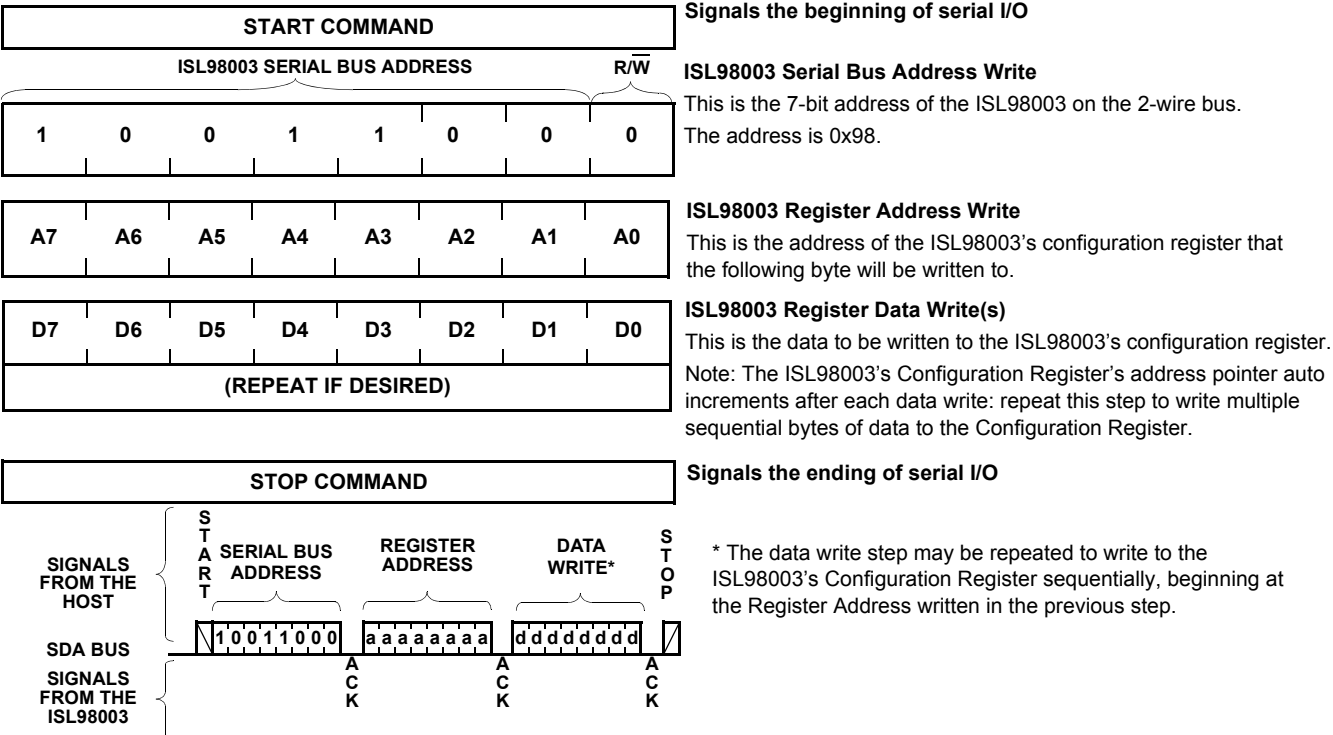 START COMMAND
Signals the beginning of serial I/O
ISL98003 SERIAL BUS ADDRESS R/W̅
ISL98003 Serial Bus Address Write
This is the 7-bit address of the ISL98003 on the 2-wire bus.
The address is 0x98.
1 0 0 1 1 0 0 0
ISL98003 Register Address Write
This is the address of the ISL98003's configuration register that
the following byte will be written to.
A7 A6 A5 A4 A3 A2 A1 A0
ISL98003 Register Data Write(s)
This is the data to be written to the ISL98003's configuration register.
Note: The ISL98003's Configuration Register's address pointer auto
increments after each data write: repeat this step to write multiple
sequential bytes of data to the Configuration Register.
D7 D6 D5 D4 D3 D2 D1 D0
(REPEAT IF DESIRED)
STOP COMMAND
Signals the ending of serial I/O
SIGNALS
FROM THE
HOST
START
SERIAL BUS
ADDRESS
REGISTER
ADDRESS
DATA
WRITE*
STOP
* The data write step may be repeated to write to the
ISL98003's Configuration Register sequentially, beginning at
the Register Address written in the previous step.
SDA BUS
1 0 0 1 1 0 0 0 a a a a a a a a d d d d d d d d
SIGNALS
FROM THE
ISL98003
ACK
ACK
ACK